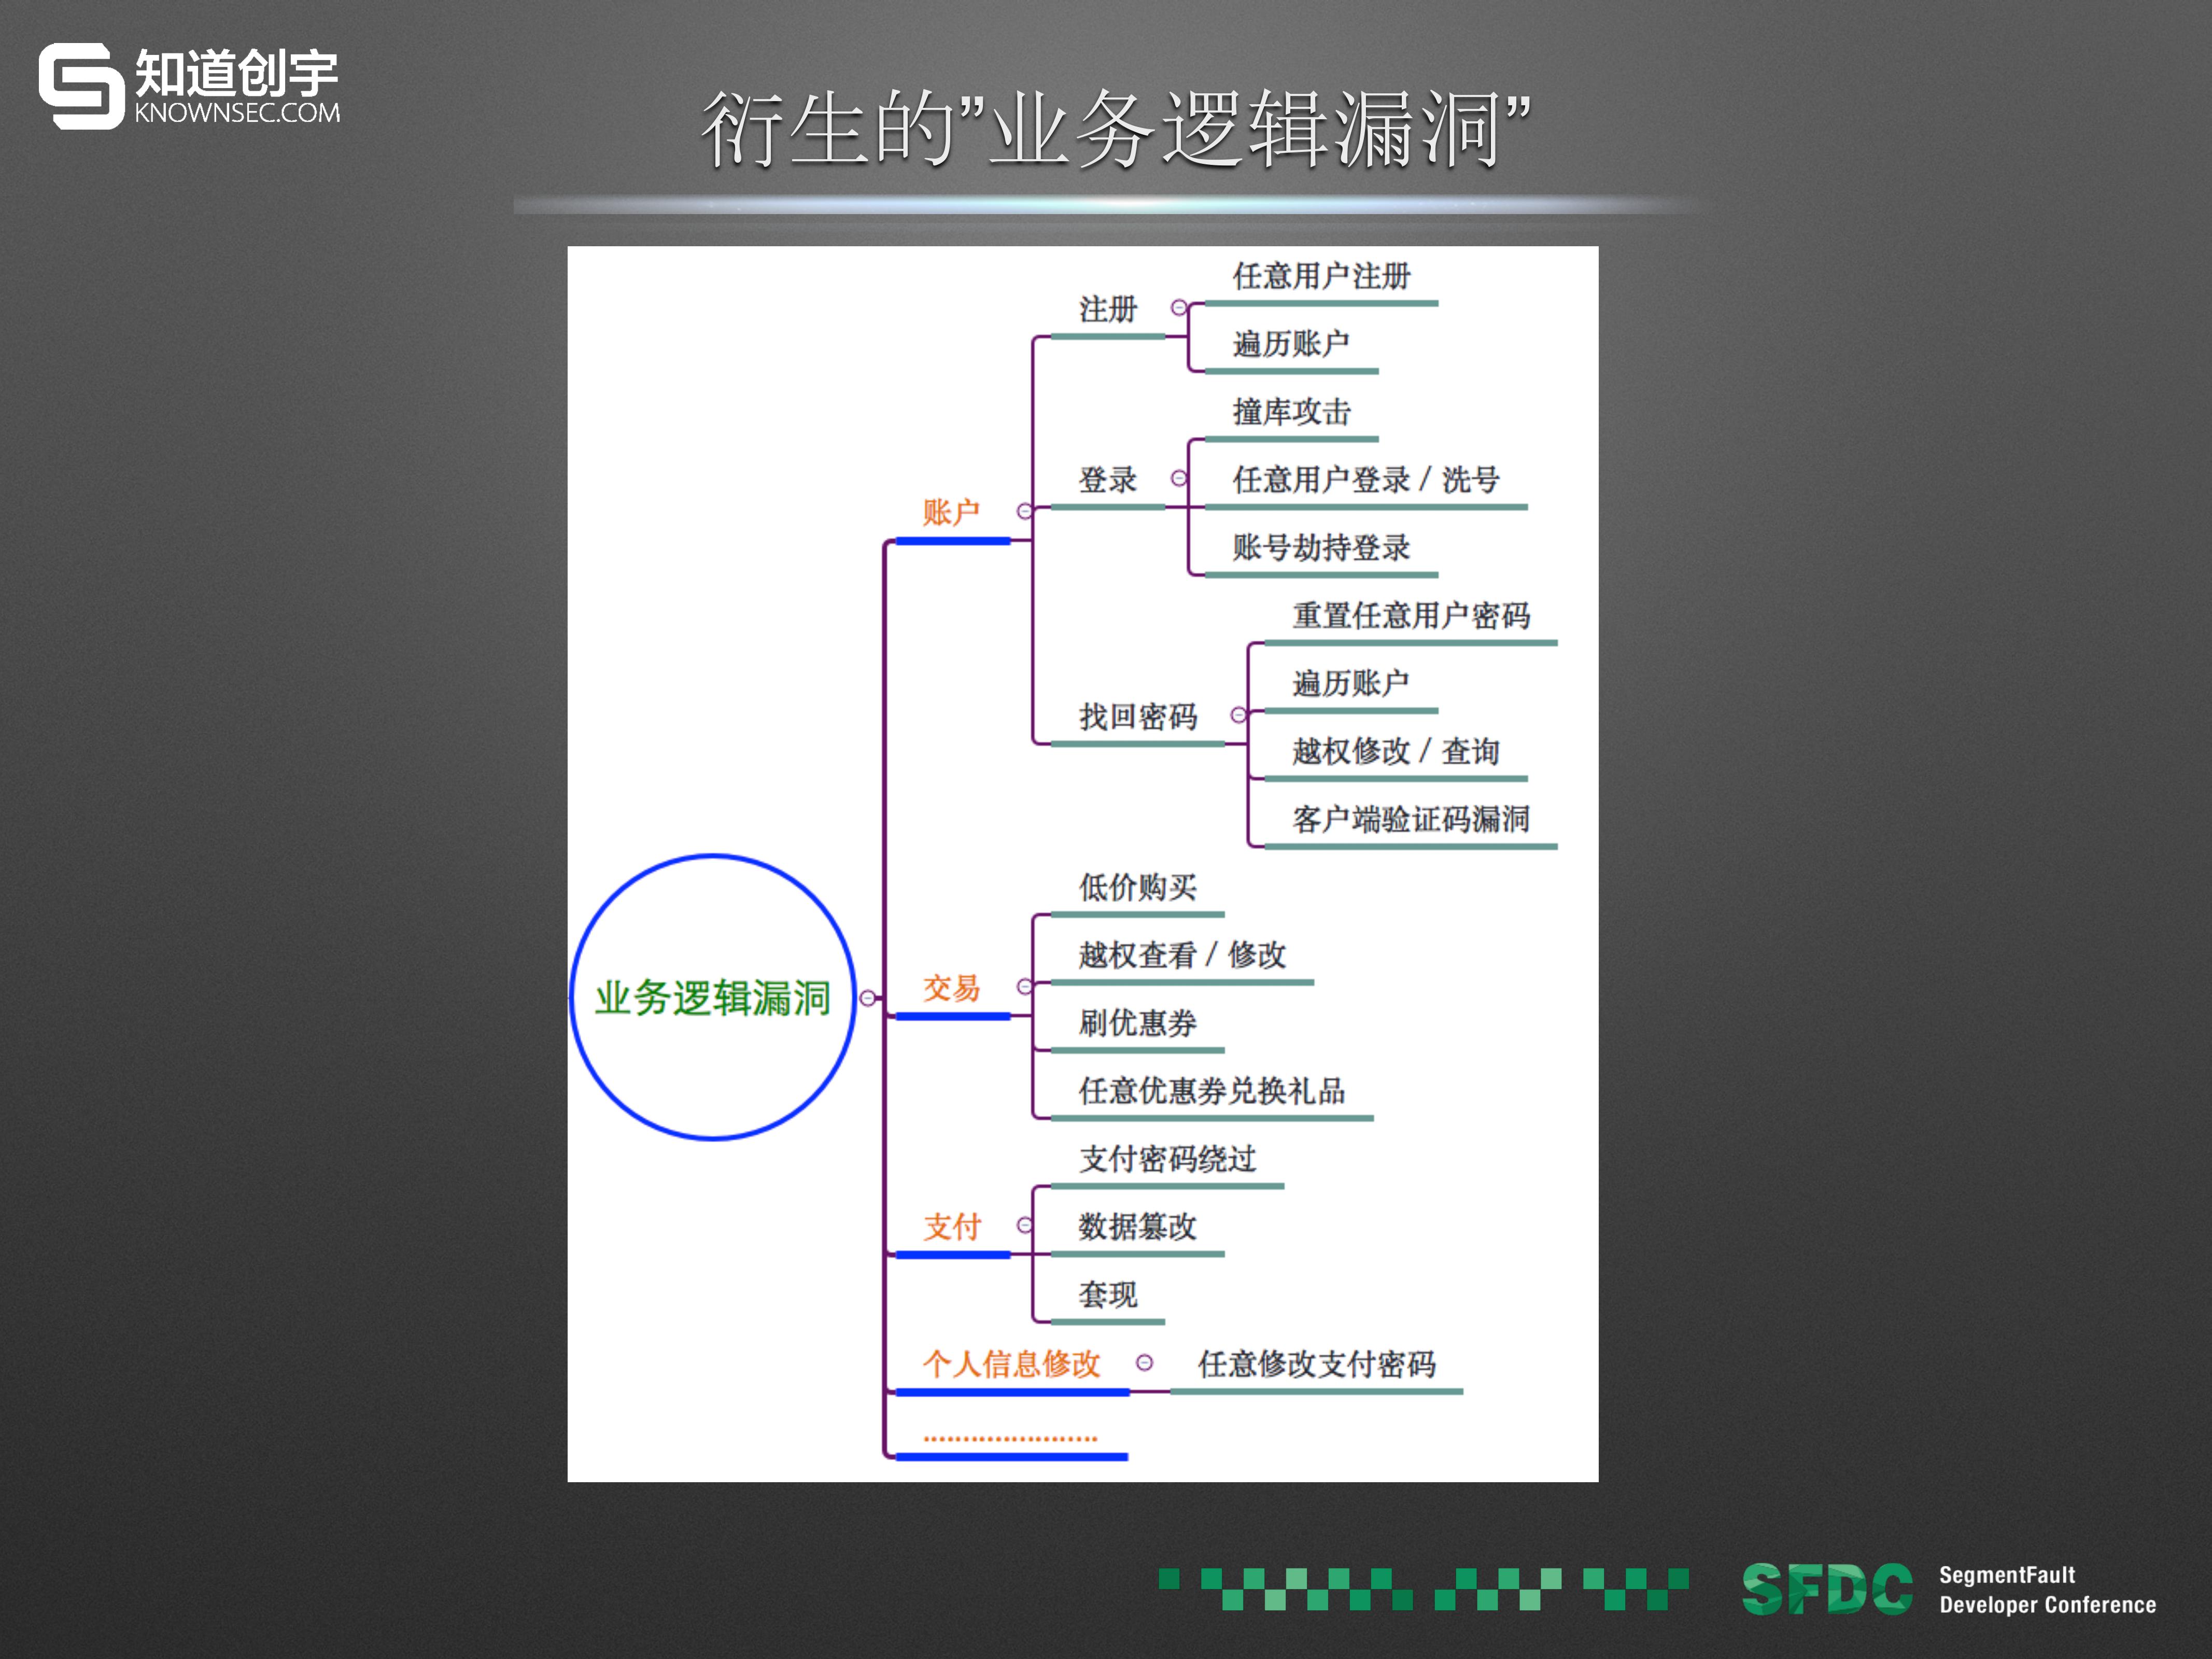 知道创宇
KNOWNSEC.COM
衍生的”业务逻辑漏洞”
业务逻辑漏洞
账户
注册
任意用户注册
遍历账户
登录
撞库攻击
任意用户登录 / 洗号
账号劫持登录
找回密码
重置任意用户密码
遍历账户
越权修改 / 查询
客户端验证码漏洞
交易
低价购买
越权查看 / 修改
刷优惠券
任意优惠券兑换礼品
支付
支付密码绕过
数据篡改
套现
个人信息修改
任意修改支付密码
......................
SFDC
SegmentFault
Developer Conference